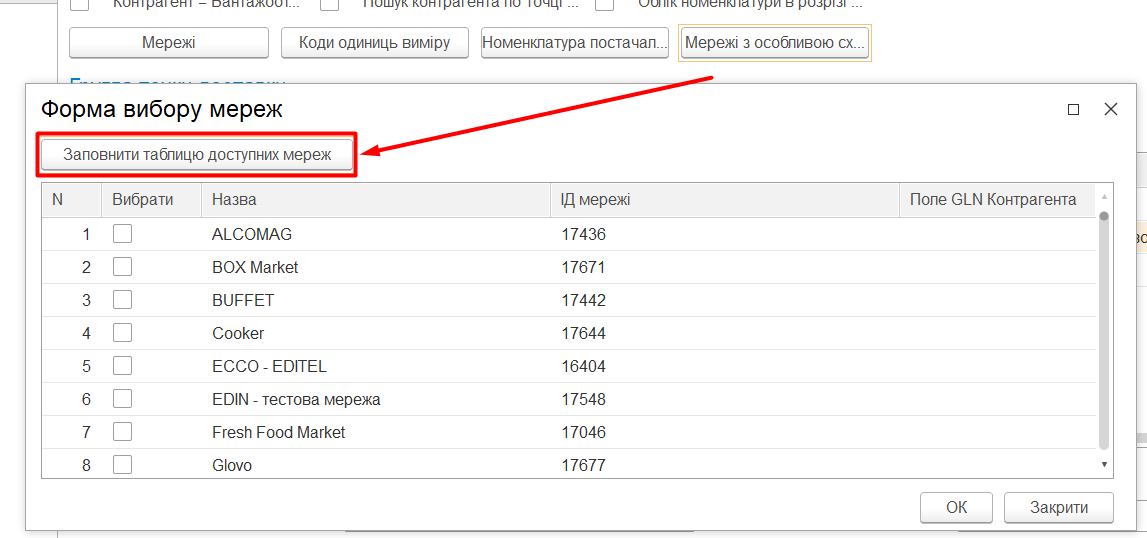 Контрагент = Вантажоот...
Пошук контрагента по точці ...
Облік номенклатури в розрізі ...
Мережі
Коди одиниць виміру
Номенклатура постачал...
Мережі з особливою сх...
Форма вибору мереж
Заповнити таблицю доступних мереж
N Вибрати Назва ІД мережі Поле GLN Контрагента
1 ALCOMAG 17436
2 BOX Market 17671
3 BUFFET 17442
4 Cooker 17644
5 ECCO - EDITEL 16404
6 EDIN - тестова мережа 17548
7 Fresh Food Market 17046
8 Glovo 17677
ОК
Закрити